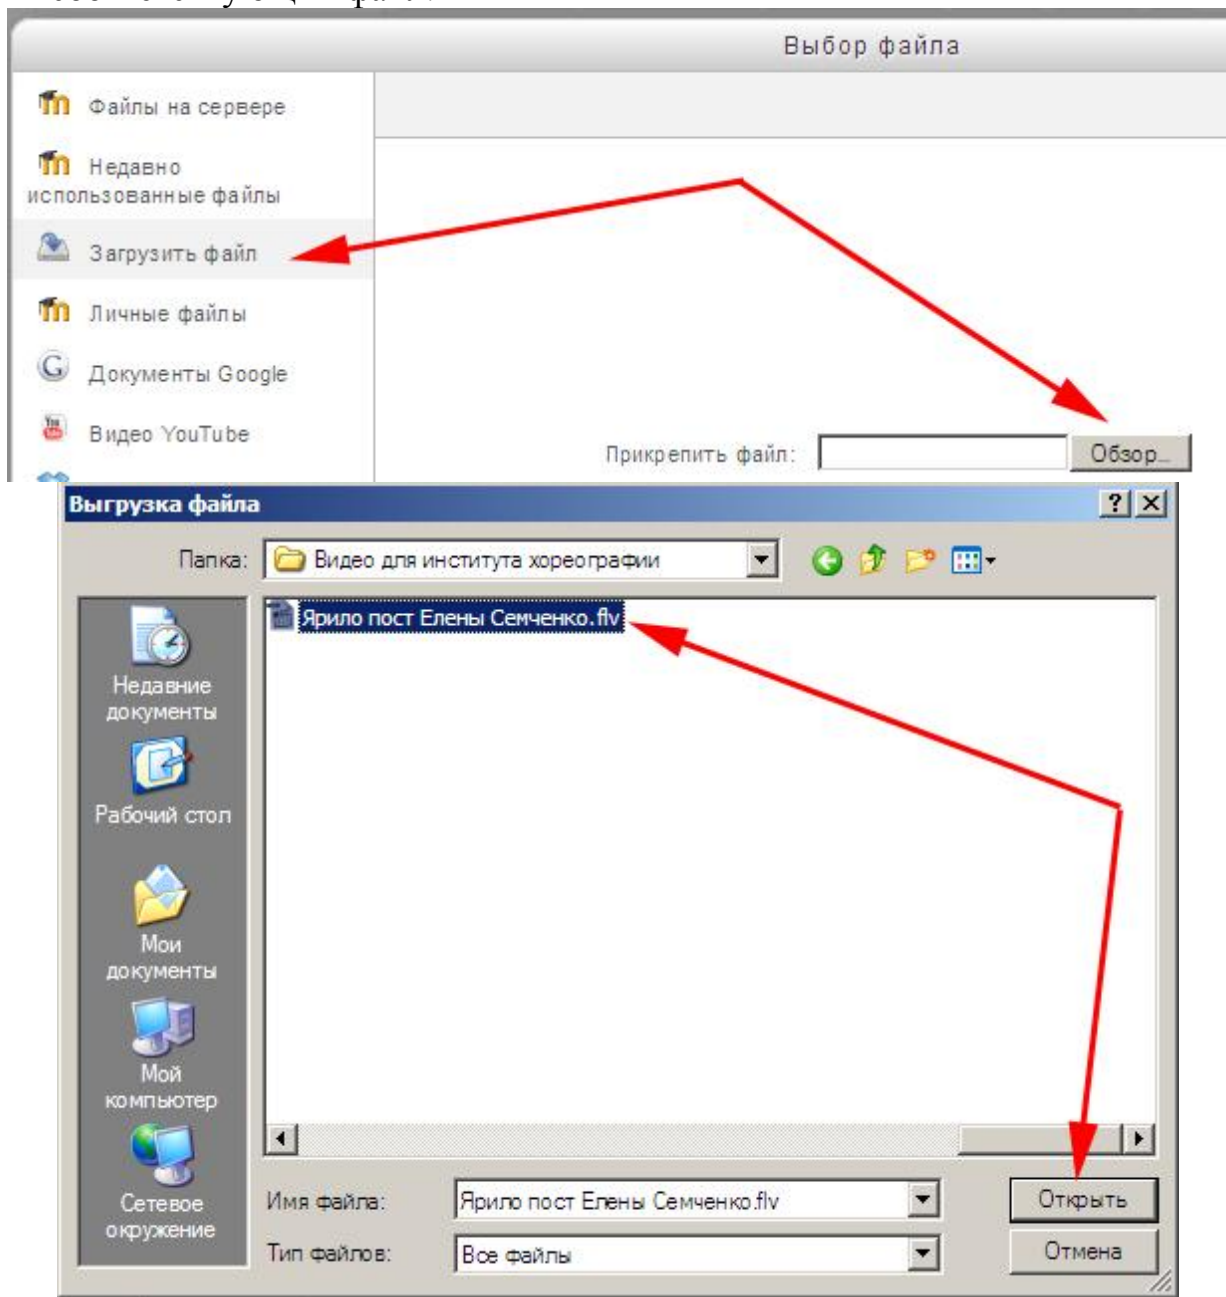 Выбор файла
Файлы на сервере
Недавно
использованные файлы
Загрузить файл
Личные файлы
Документы Google
Видео YouTube
Прикрепить файл:
Обзор...
Выгрузка файла
Папка:
Видео для института хореографии
Ярило пост Елены Семченко.flv
Недавние
документы
Рабочий стол
Мои
документы
Мой
компьютер
Сетевое
окружение
Имя файла:
Ярило пост Елены Семченко.flv
Открыть
Тип файлов:
Все файлы
Отмена